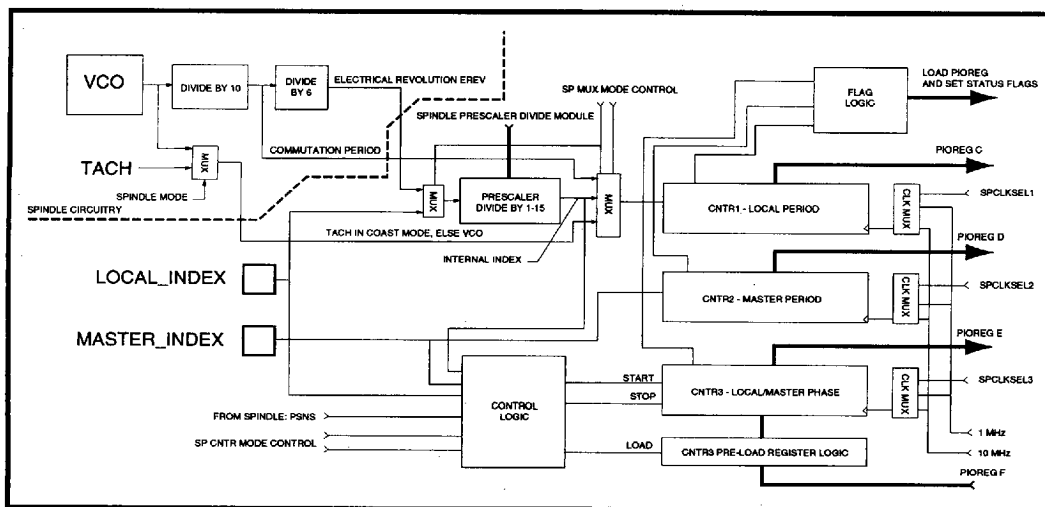 VCO
DIVIDE BY 10
DIVIDE
BY 6
ELECTRICAL REVOLUTION EREV
SP MUX MODE CONTROL
FLAG
LOGIC
LOAD PIOREG
AND SET STATUS FLAGS
SPINDLE PRESCALER DIVIDE MODULE
TACH
MUX
SPINDLE MODE
SPINDLE CIRCUITRY
COMMUTATION PERIOD
MUX
PRESCALER
DIVIDE BY 1-15
MUX
PIOREG C
CNTR1 - LOCAL PERIOD
CLK MUX
SPCLKSEL1
TACH IN COAST MODE, ELSE VCO
INTERNAL INDEX
PIOREG D
LOCAL_INDEX
CNTR2 - MASTER PERIOD
CLK MUX
SPCLKSEL2
MASTER_INDEX
PIOREG E
CONTROL
LOGIC
START
STOP
CNTR3 - LOCAL/MASTER PHASE
CLK MUX
SPCLKSEL3
FROM SPINDLE: PSNS
SP CNTR MODE CONTROL
LOAD
CNTR3 PRE-LOAD REGISTER LOGIC
1 MHz
10 MHz
PIOREG F